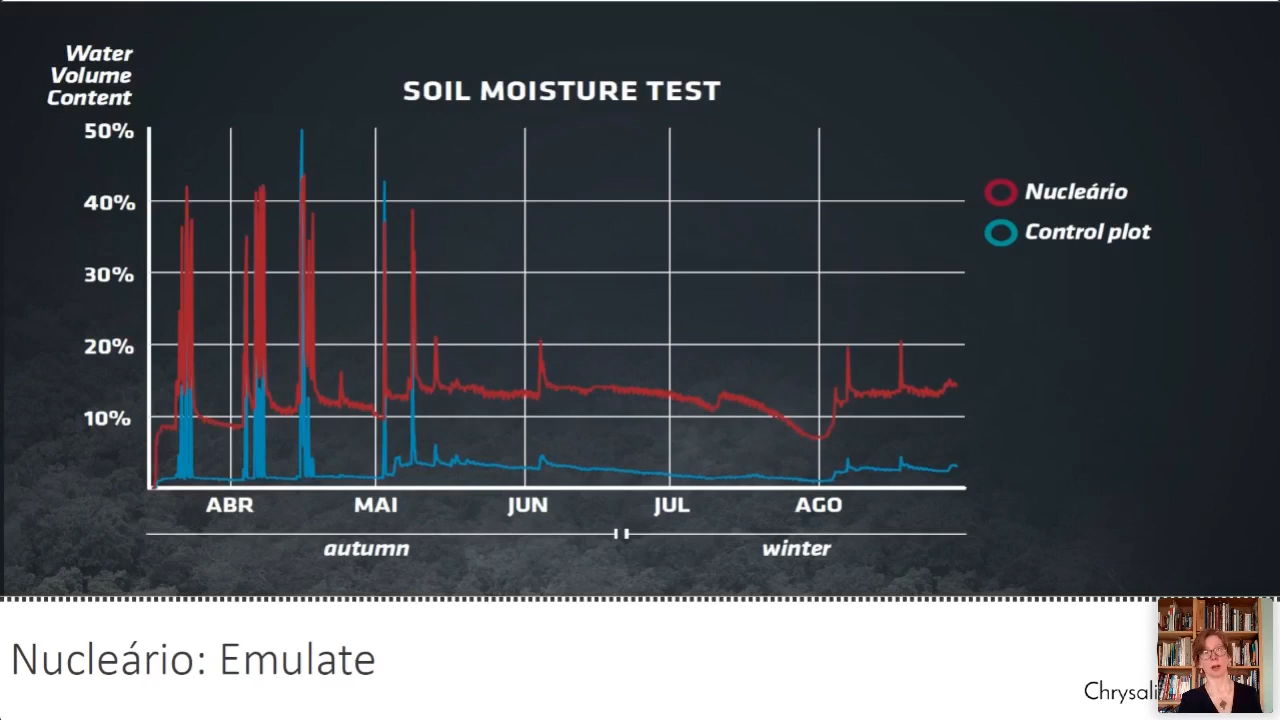 Water
Volume
Content
SOIL MOISTURE TEST
50%
40%
30%
20%
10%
Nucleário
Control plot
ABR
MAI
JUN
JUL
AGO
autumn
winter
Nucleário: Emulate
Chrysali